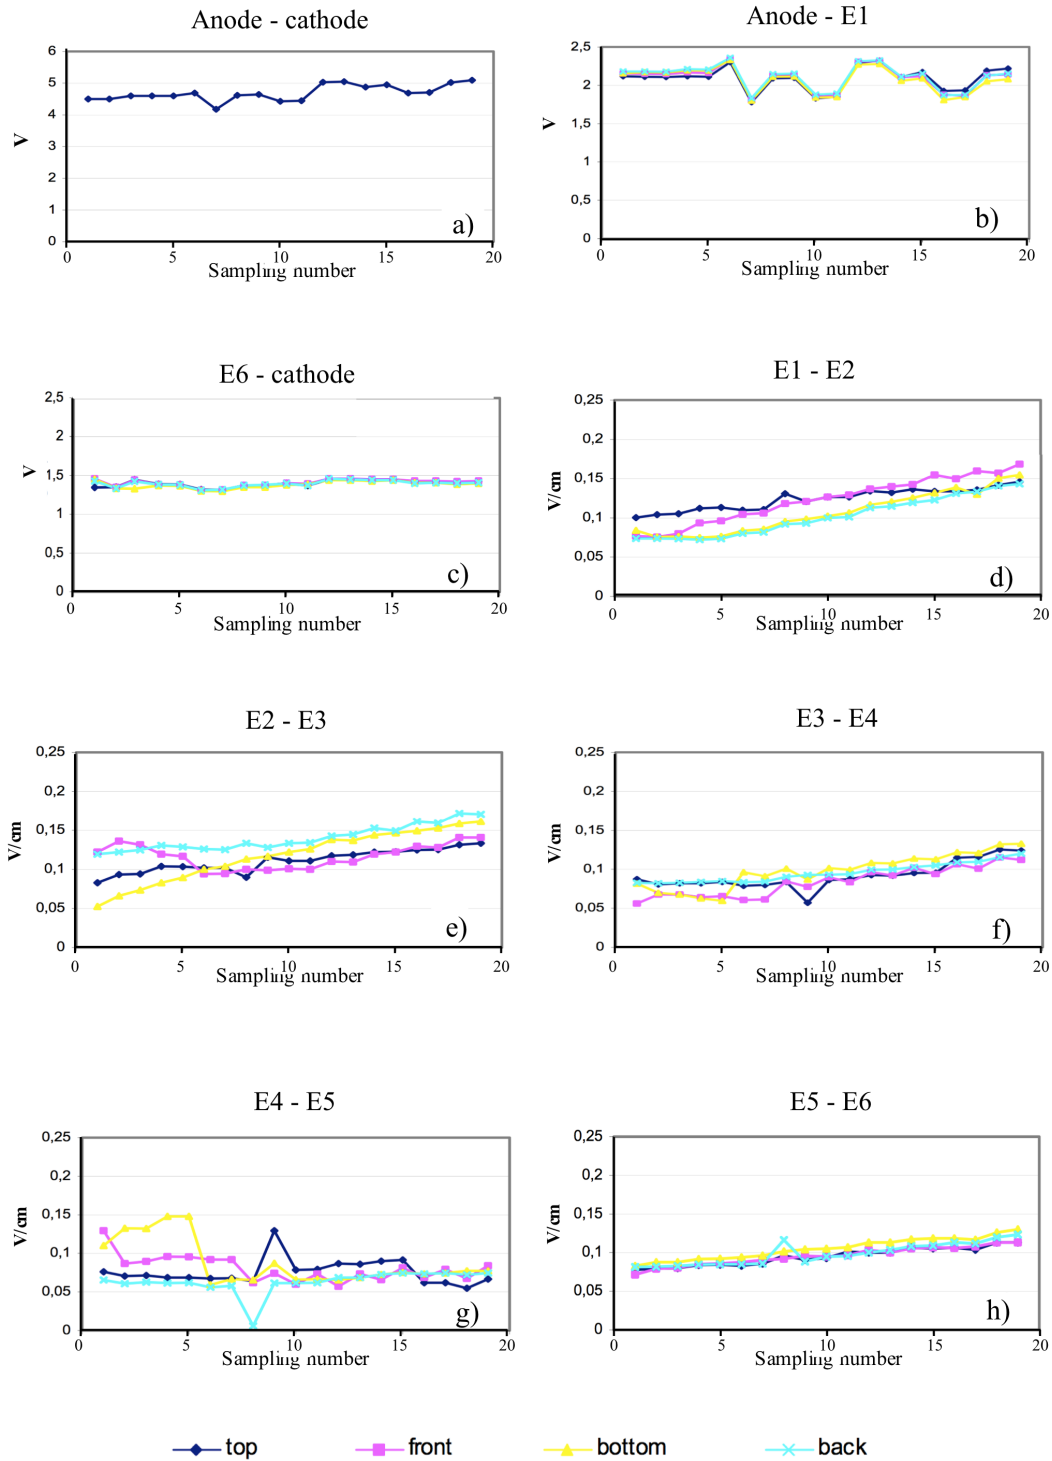 Anode - cathode
6
5
4
3
2
1
0
V
a)
0 5 10 15 20
Sampling number
Anode - E1
2,5
2
1,5
1
0,5
0
V
b)
0 5 10 15 20
Sampling number
E6 - cathode
2,5
2
1,5
1
0,5
0
V
c)
0 5 10 15 20
Sampling number
E1 - E2
0,25
0,2
0,15
0,1
0,05
0
V/cm
d)
0 5 10 15 20
Sampling number
E2 - E3
0,25
0,2
0,15
0,1
0,05
0
V/cm
e)
0 5 10 15 20
Sampling number
E3 - E4
0,25
0,2
0,15
0,1
0,05
0
V/cm
f)
0 5 10 15 20
Sampling number
E4 - E5
0,25
0,2
0,15
0,1
0,05
0
V/cm
g)
0 5 10 15 20
Sampling number
E5 - E6
0,25
0,2
0,15
0,1
0,05
0
V/cm
h)
0 5 10 15 20
Sampling number
top front bottom back